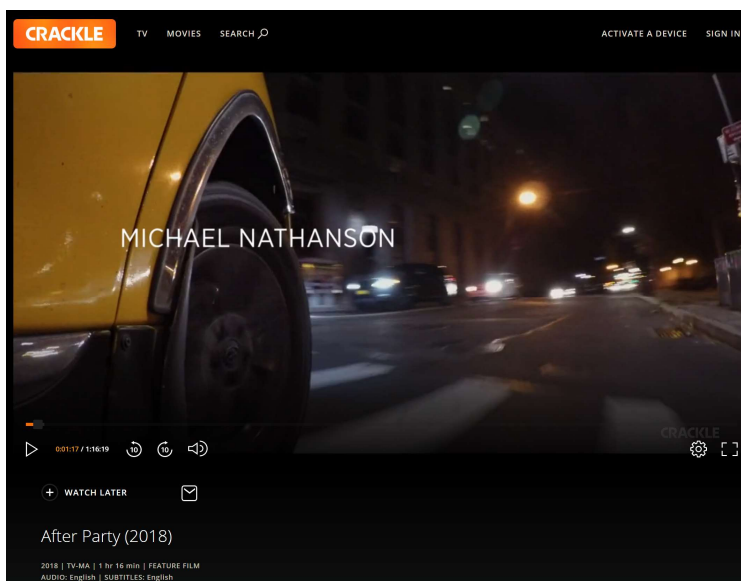 CRACKLE TV MOVIES SEARCH ACTIVATE A DEVICE SIGN IN
MICHAEL NATHANSON
CRACKLE
0:01:17 / 1:16:19 10 10
+ WATCH LATER
After Party (2018)
2018 | TV-MA | 1 hr 16 min | FEATURE FILM
AUDIO: English | SUBTITLES: English